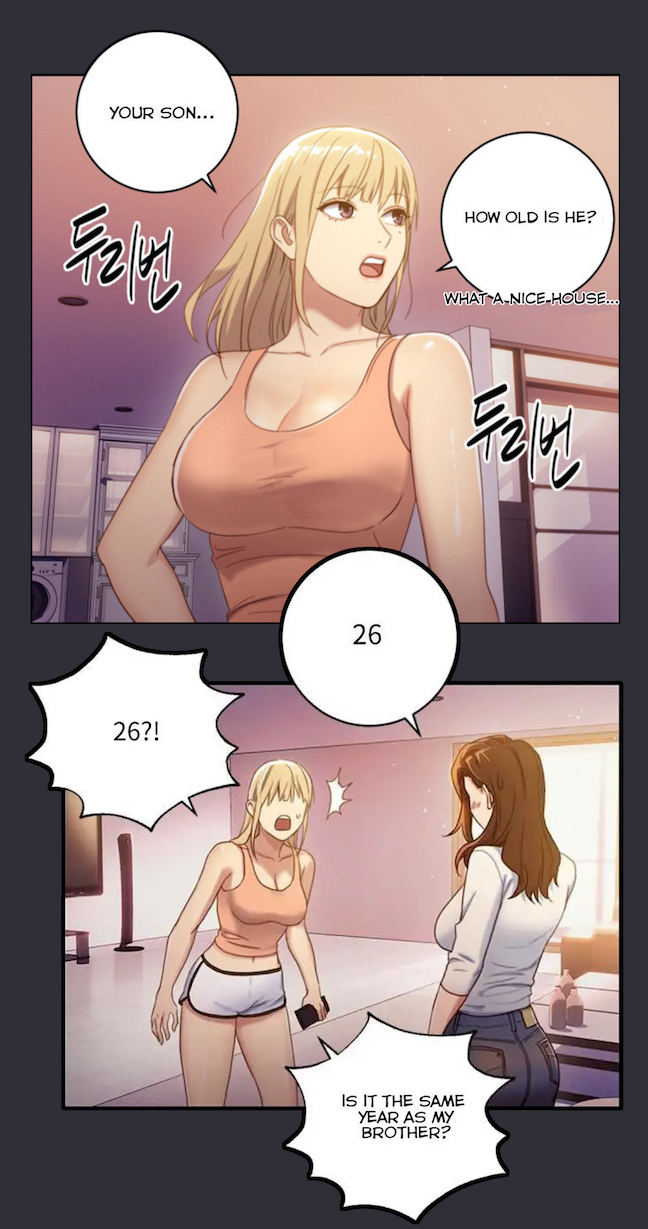 YOUR SON...
HOW OLD IS HE?
WHAT A NICE HOUSE...
두리번
두리번
26
26?!
IS IT THE SAME
YEAR AS MY
BROTHER?